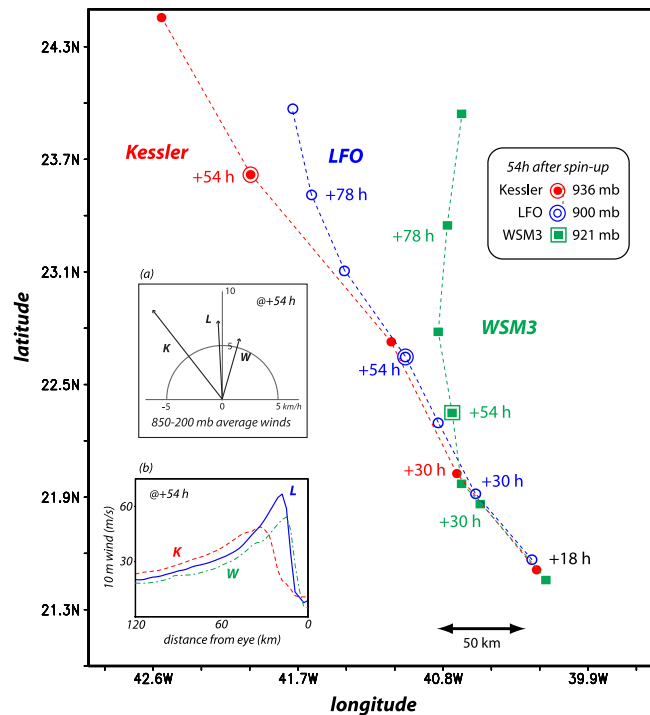 24.3N
23.7N
23.1N
22.5N
21.9N
21.3N
latitude
42.6W
41.7W
40.8W
39.9W
longitude
Kessler
LFO
WSM3
+54 h
+78 h
+78 h
+54 h
+54 h
+30 h
+30 h
+30 h
+18 h
50 km
54h after spin-up
Kessler 936 mb
LFO 900 mb
WSM3 921 mb
(a)
@+54 h
10
L
K
5
W
-5
0
5 km/h
850-200 mb average winds
(b)
@+54 h
L
K
W
60
30
10 m wind (m/s)
120
60
0
distance from eye (km)